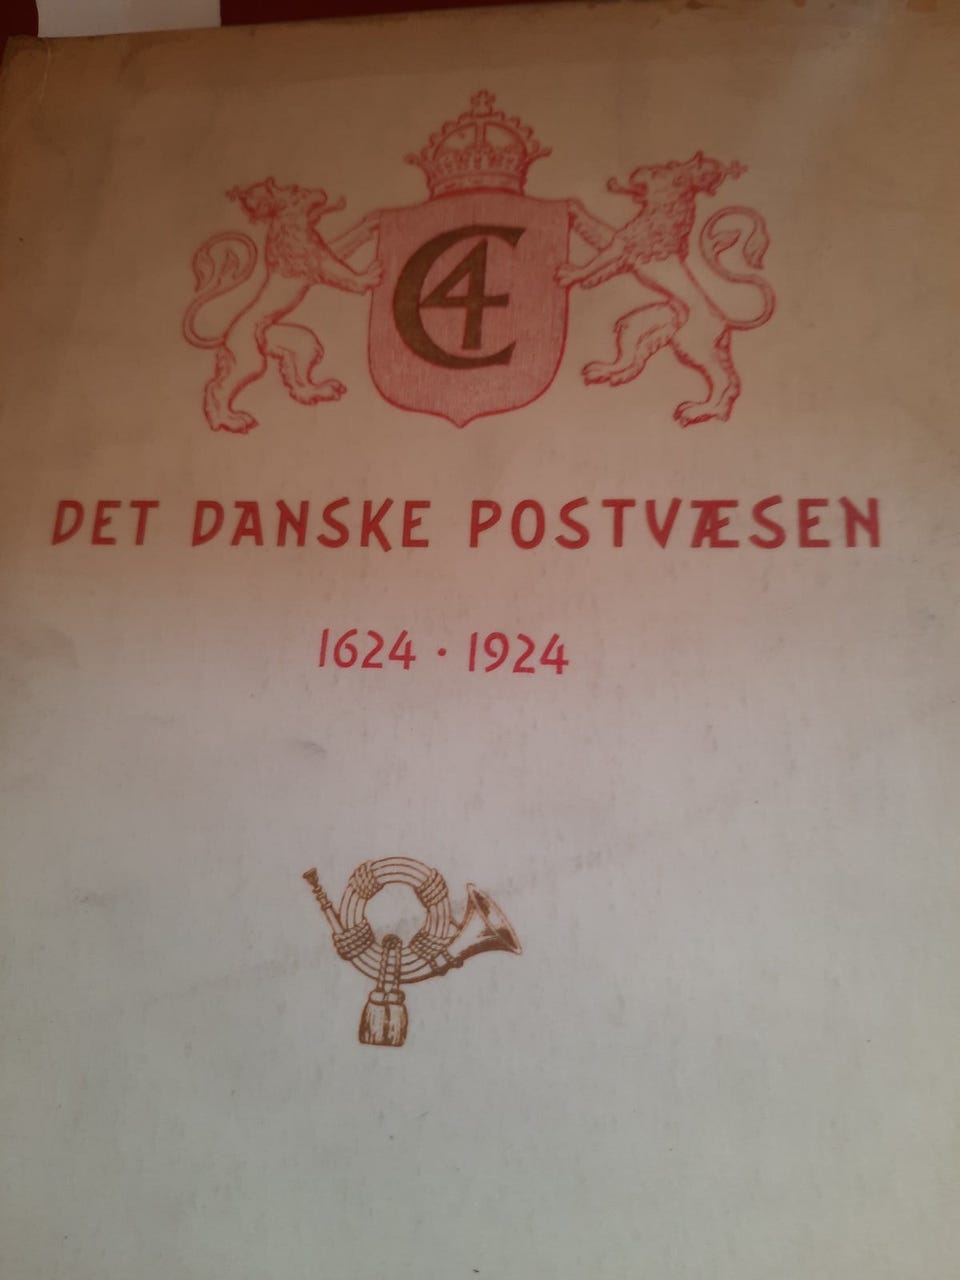 C4
DET DANSKE POSTVÆSEN
1624 · 1924